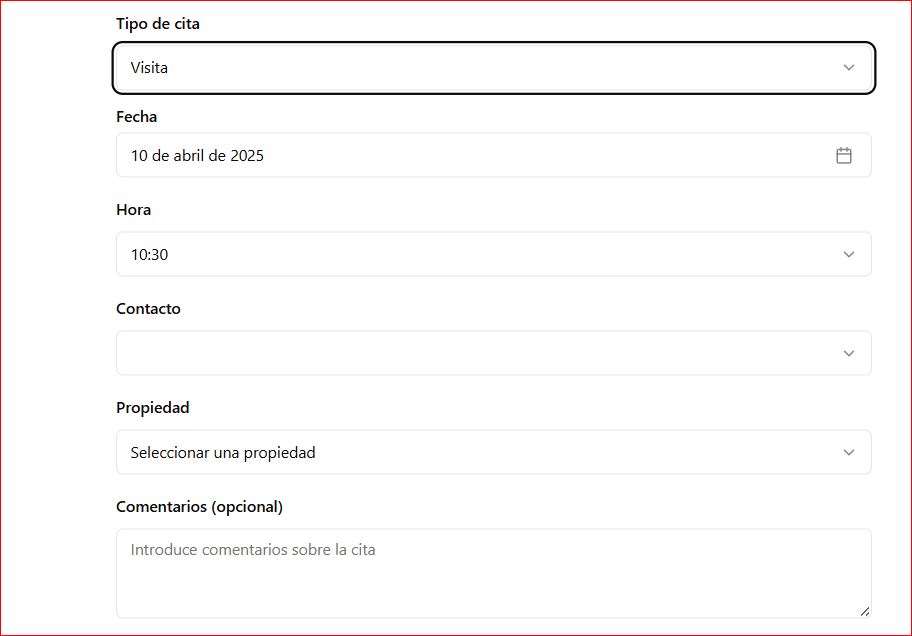 Tipo de cita
Visita
Fecha
10 de abril de 2025
Hora
10:30
Contacto
Propiedad
Seleccionar una propiedad
Comentarios (opcional)
Introduce comentarios sobre la cita